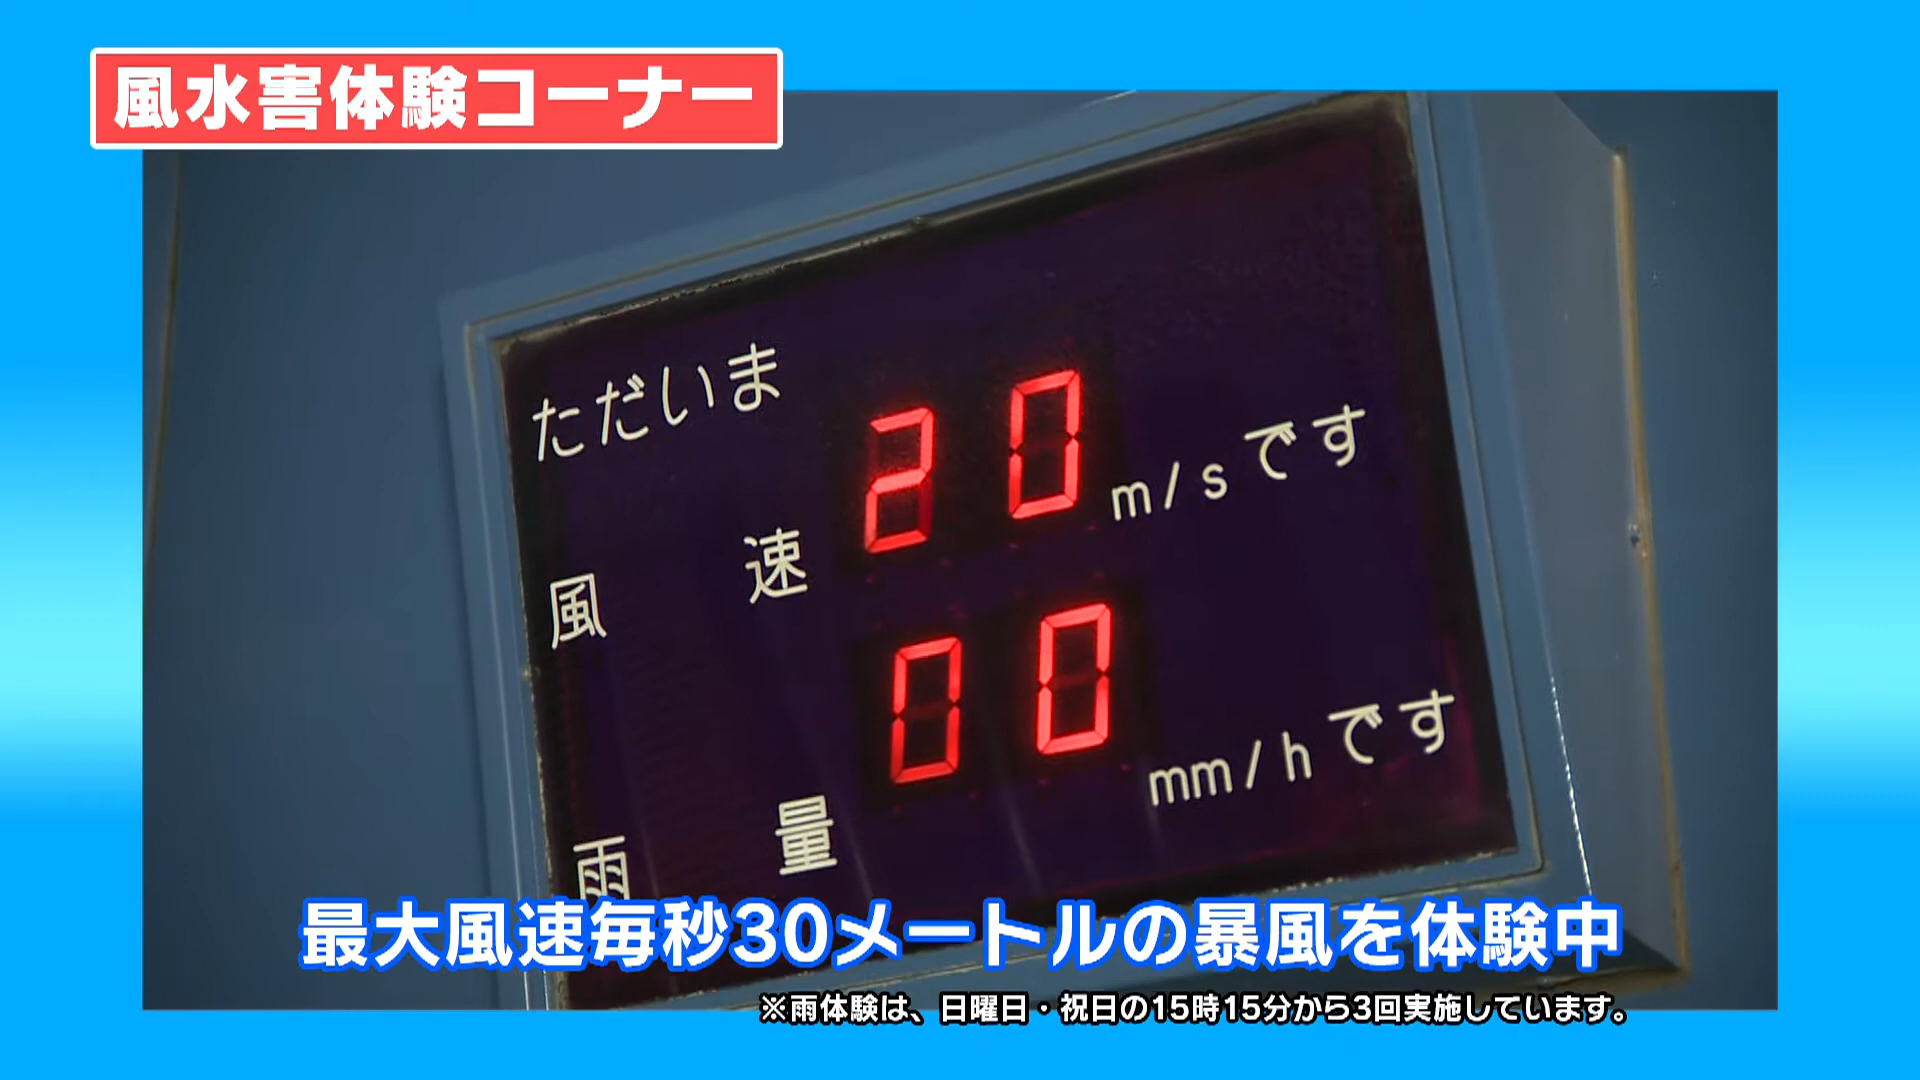 風水害体験コーナー
ただいま
風速 20 m/sです
雨量 00 mm/hです
最大風速毎秒30メートルの暴風を体験中
※雨体験は、日曜日・祝日の15時15分から3回実施しています。